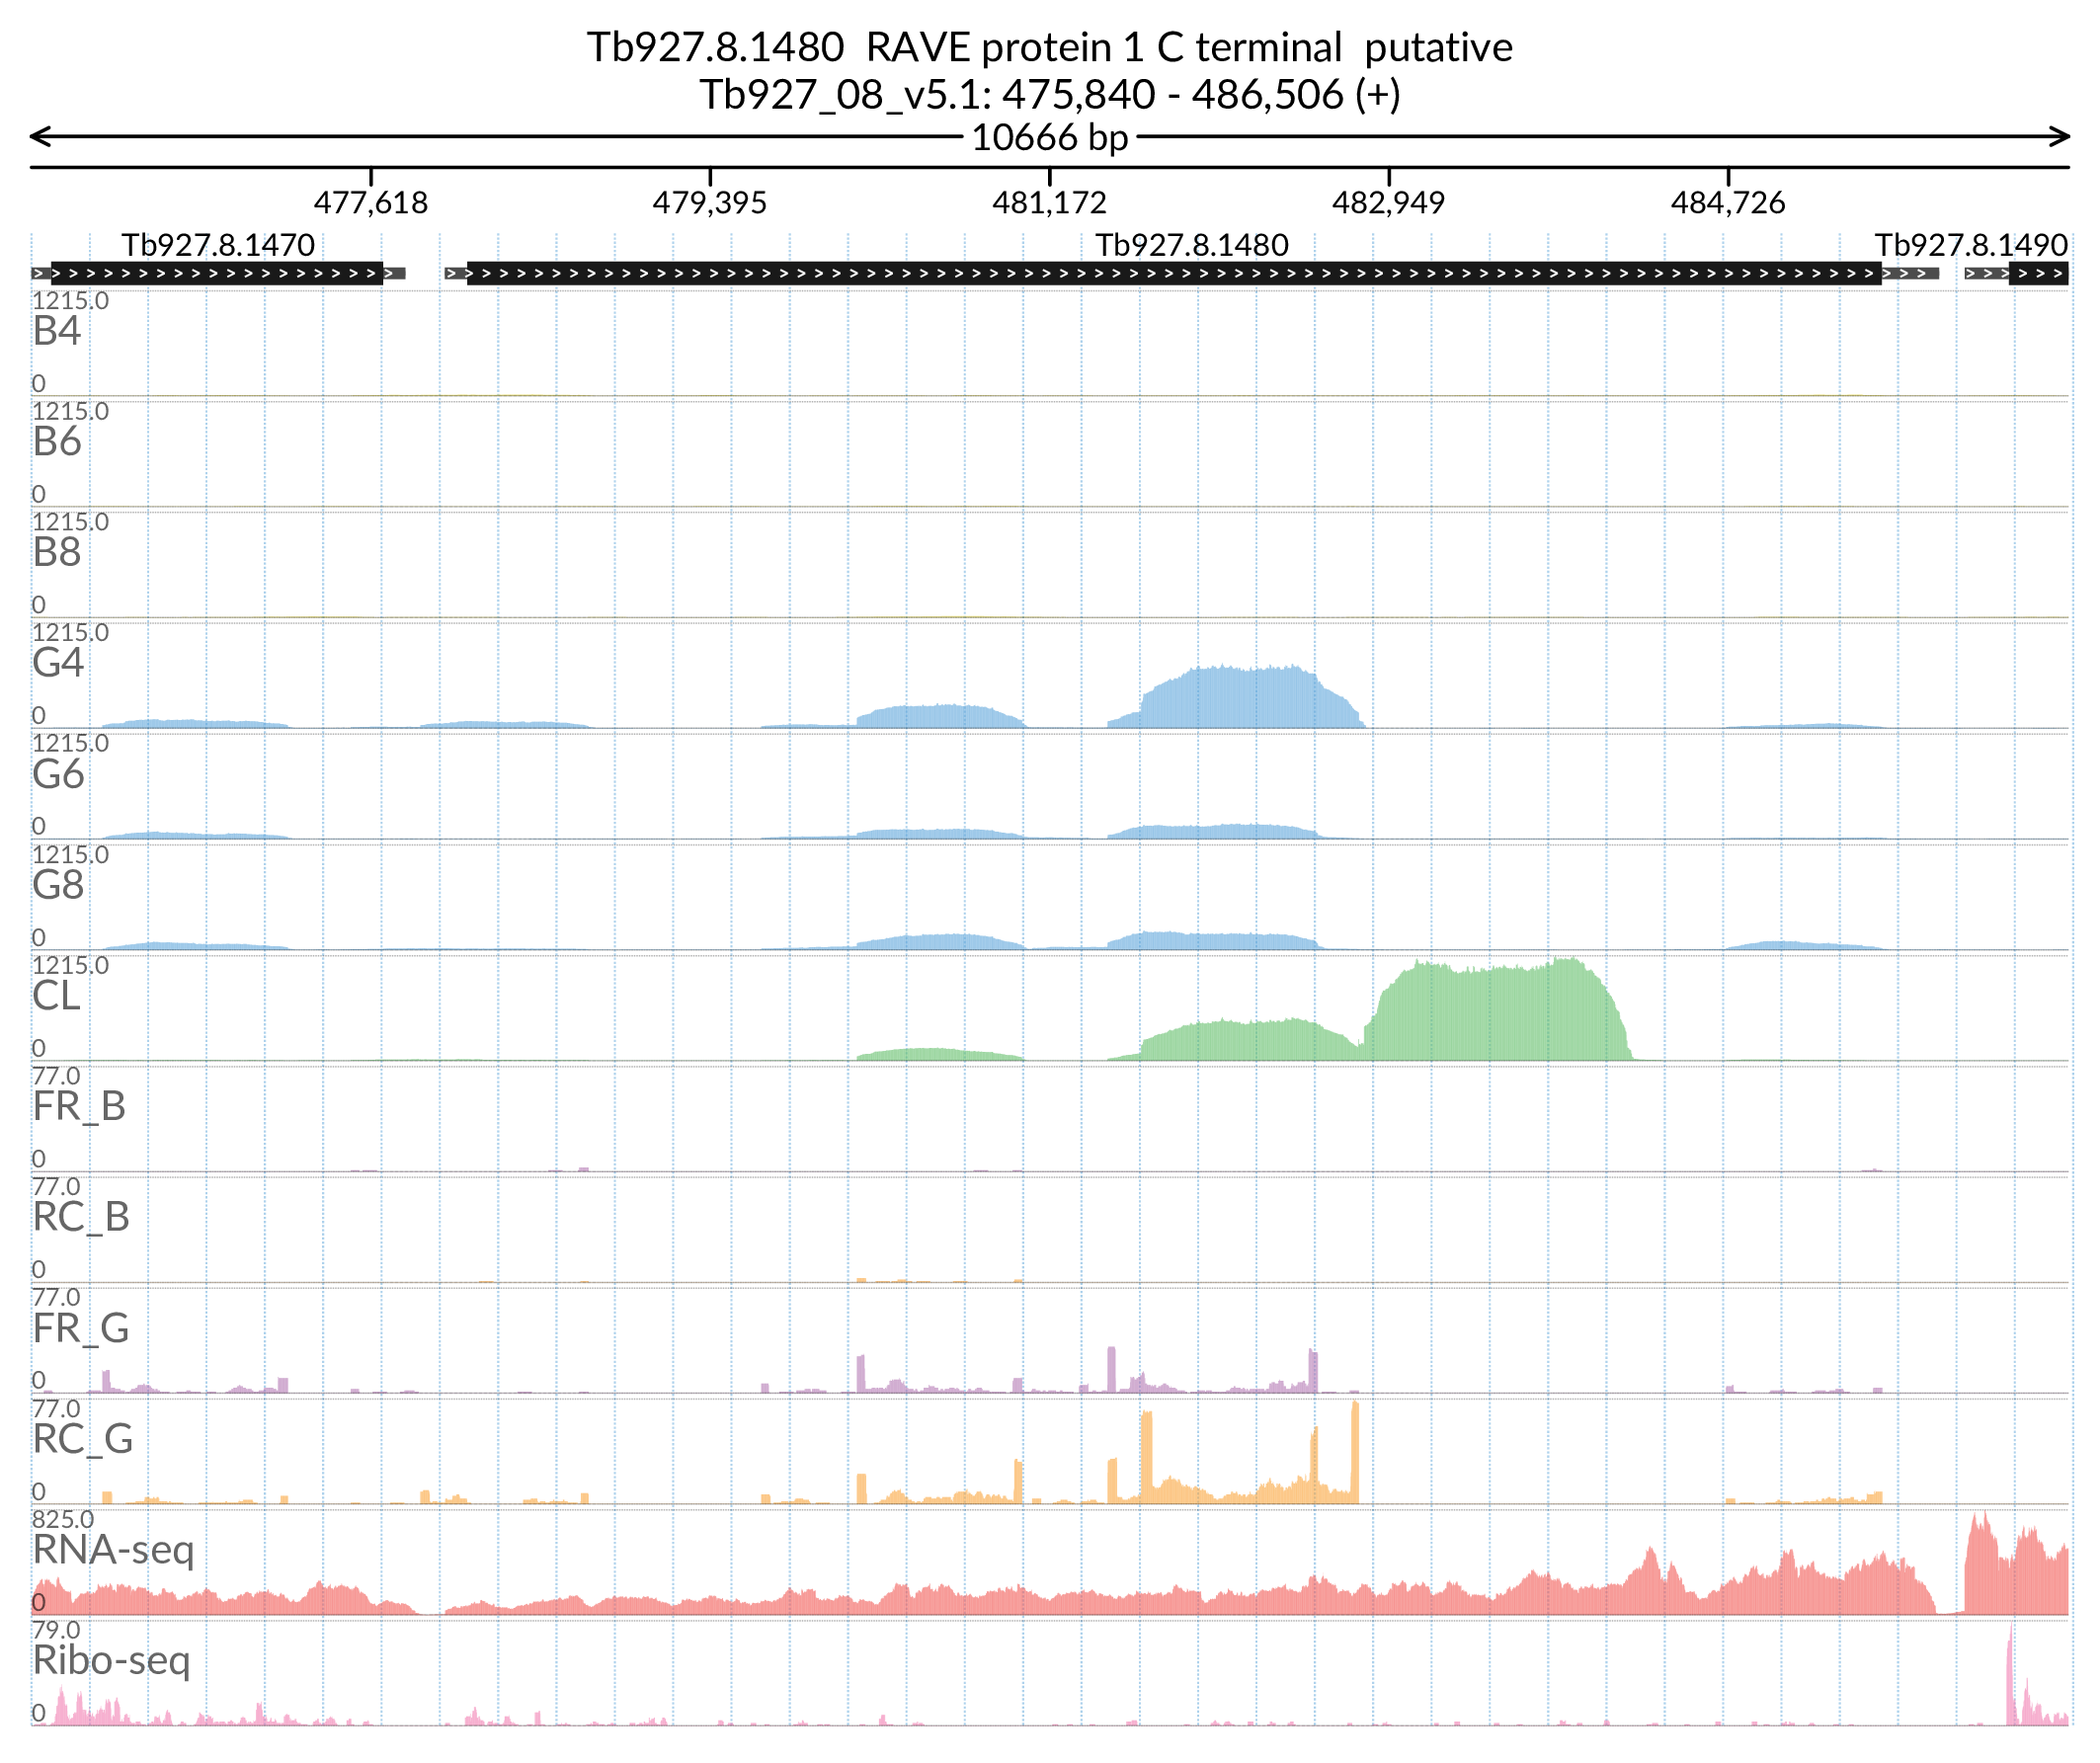 Tb927.8.1480 RAVE protein 1 C terminal putative
Tb927_08_v5.1: 475,840 - 486,506 (+)
10666 bp
477,618 479,395 481,172 482,949 484,726
Tb927.8.1470 Tb927.8.1480 Tb927.8.1490
1215.0
B4
0
1215.0
B6
0
1215.0
B8
0
1215.0
G4
0
1215.0
G6
0
1215.0
G8
0
1215.0
CL
0
77.0
FR_B
0
77.0
RC_B
0
77.0
FR_G
0
77.0
RC_G
0
825.0
RNA-seq
0
79.0
Ribo-seq
0